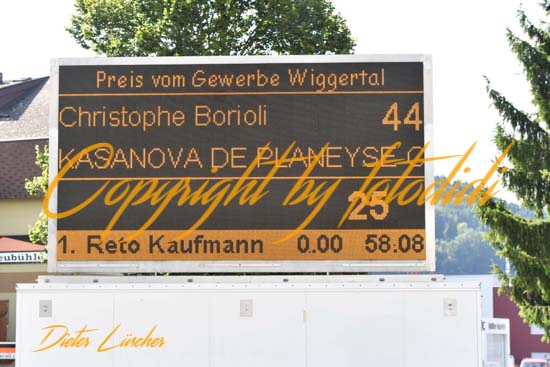 Preis vom Gewerbe Wiggertal
Christophe Borioli 44
KASANOVA DE PLANEYSE C
Copyright by fotodidi
25
1. Reto Kaufmann 0.00 58.08
Dieter Lüscher